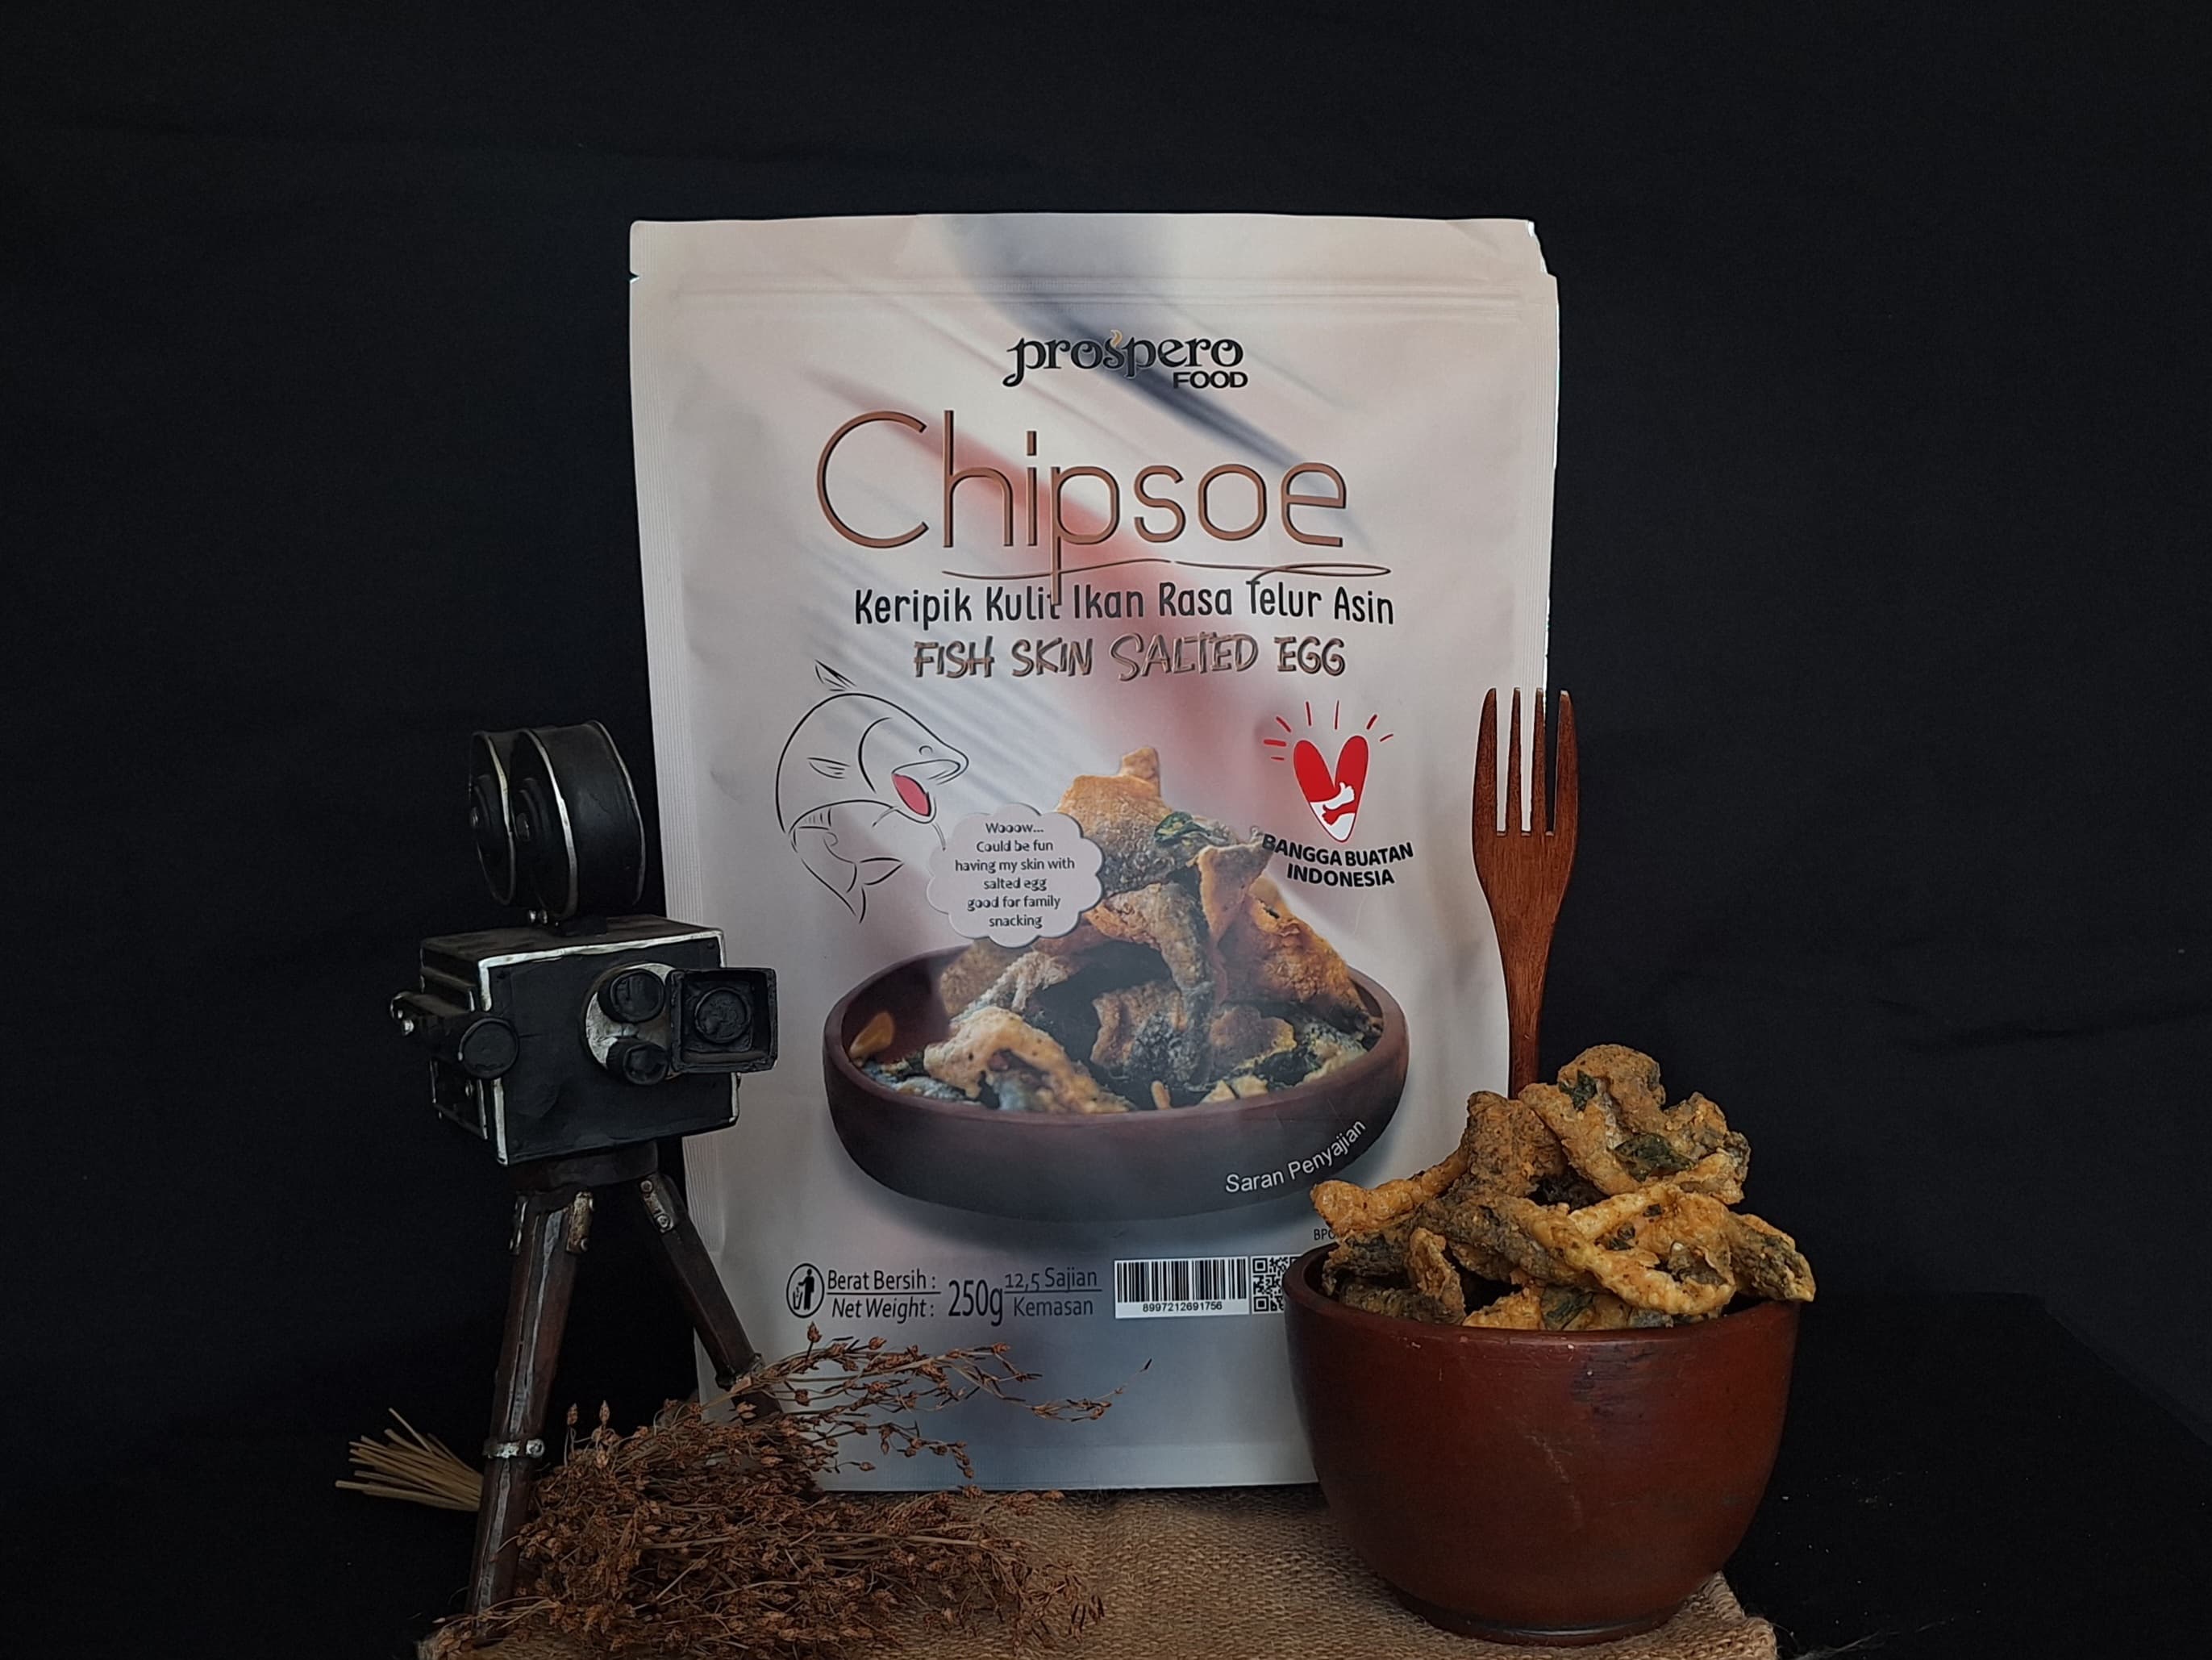 prospero
FOOD
Chipsoe
Keripik Kulit Ikan Rasa Telur Asin
FISH SKIN SALTED EGG
Wooow...
Could be fun
having my skin with
salted egg
good for family
snacking
BANGGA BUATAN
INDONESIA
Saran Penyajian
Berat Bersih :
Net Weight :
250g
12,5 Sajian
Kemasan
8997212691756